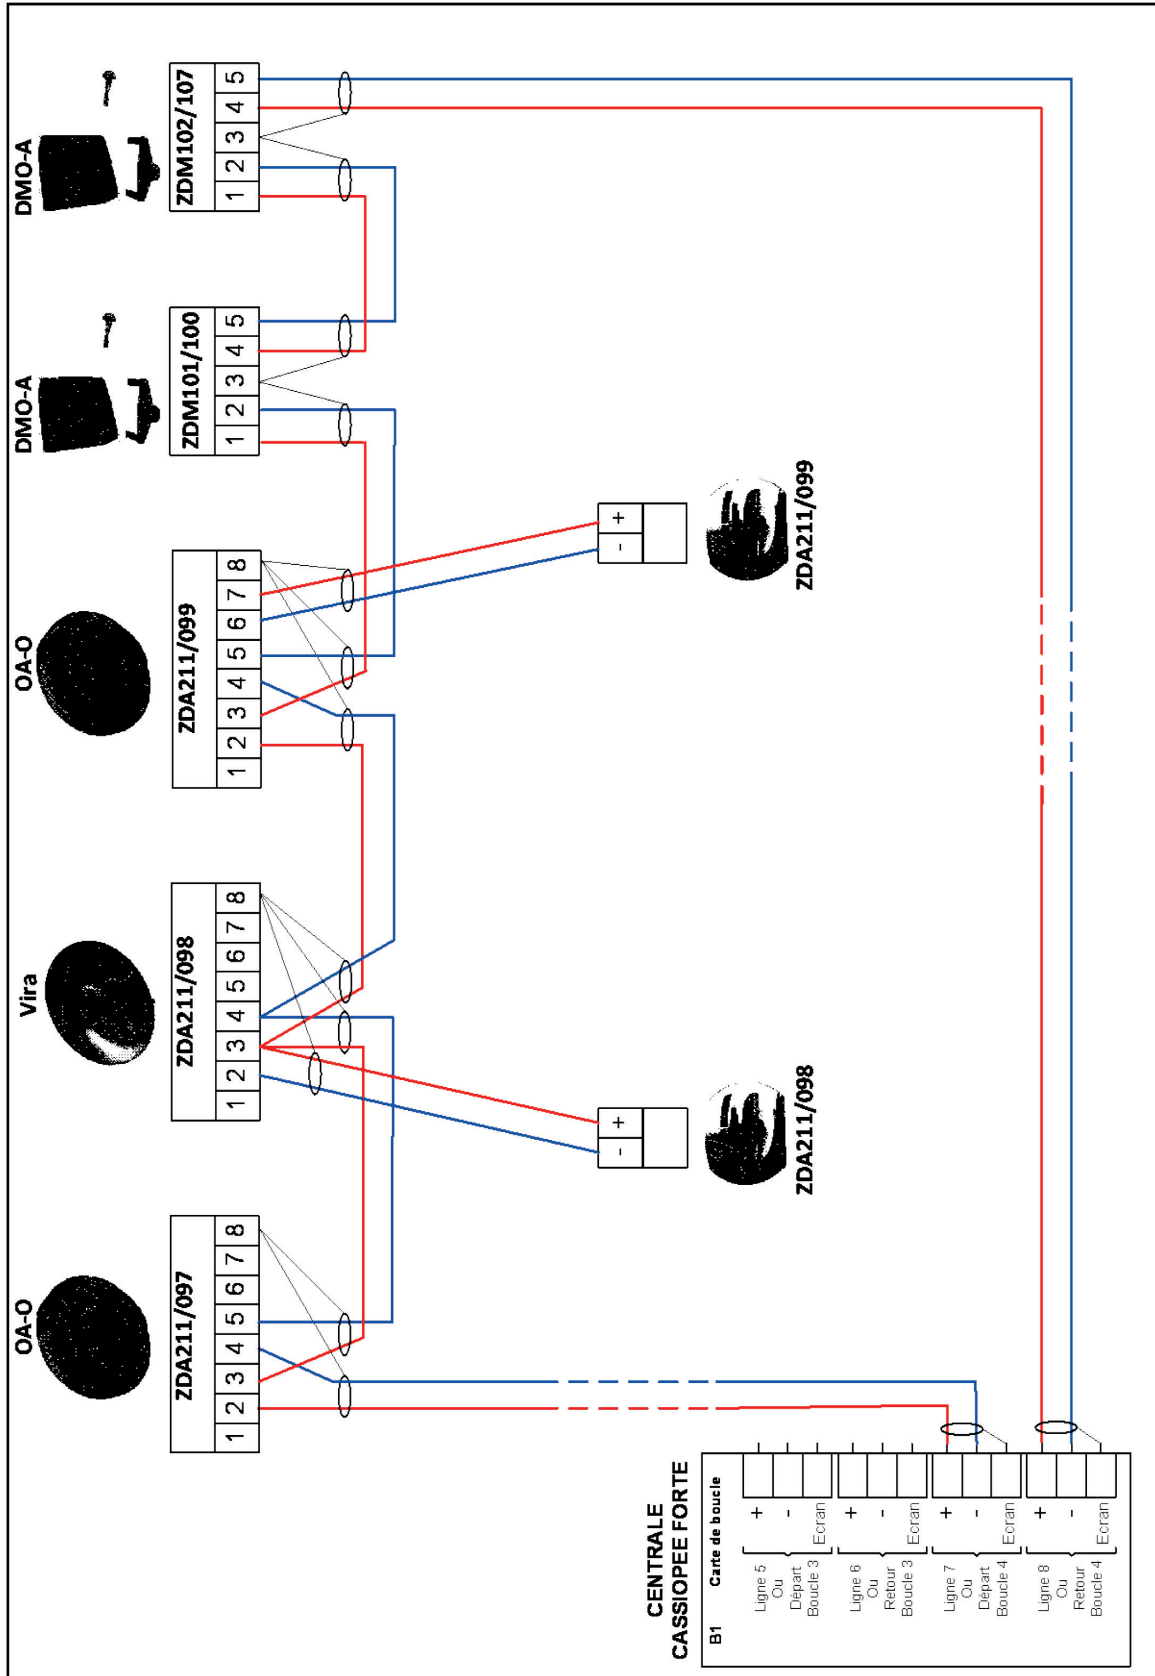 OA-O
Vira
OA-O
DMO-A
DMO-A
ZDA211/097
1 2 3 4 5 6 7 8
ZDA211/098
1 2 3 4 5 6 7 8
ZDA211/099
1 2 3 4 5 6 7 8
ZDM101/100
1 2 3 4 5
ZDM102/107
1 2 3 4 5
- +
ZDA211/098
- +
ZDA211/099
CENTRALE
CASSIOPEE FORTE
B1 Carte de boucle
Ligne 5
Ou
Départ
Boucle 3
+
-
Ecran
Ligne 6
Ou
Retour
Boucle 3
+
-
Ecran
Ligne 7
Ou
Départ
Boucle 4
+
-
Ecran
Ligne 8
Ou
Retour
Boucle 4
+
-
Ecran